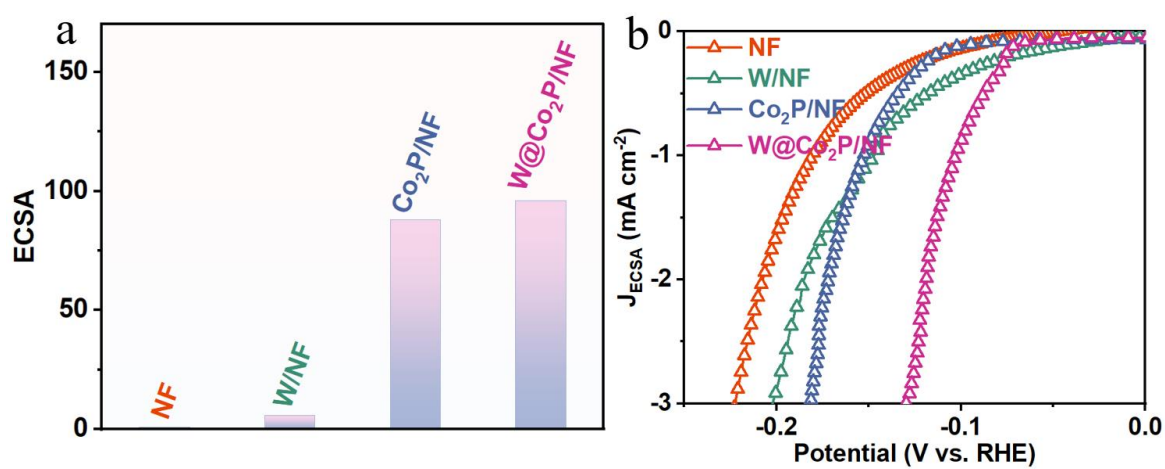 a
ECSA
150
100
50
0
NF
W/NF
Co₂P/NF
W@Co₂P/NF
b
NF
W/NF
Co₂P/NF
W@Co₂P/NF
J_ECSA (mA cm⁻²)
0
-1
-2
-3
-0.2
-0.1
0.0
Potential (V vs. RHE)